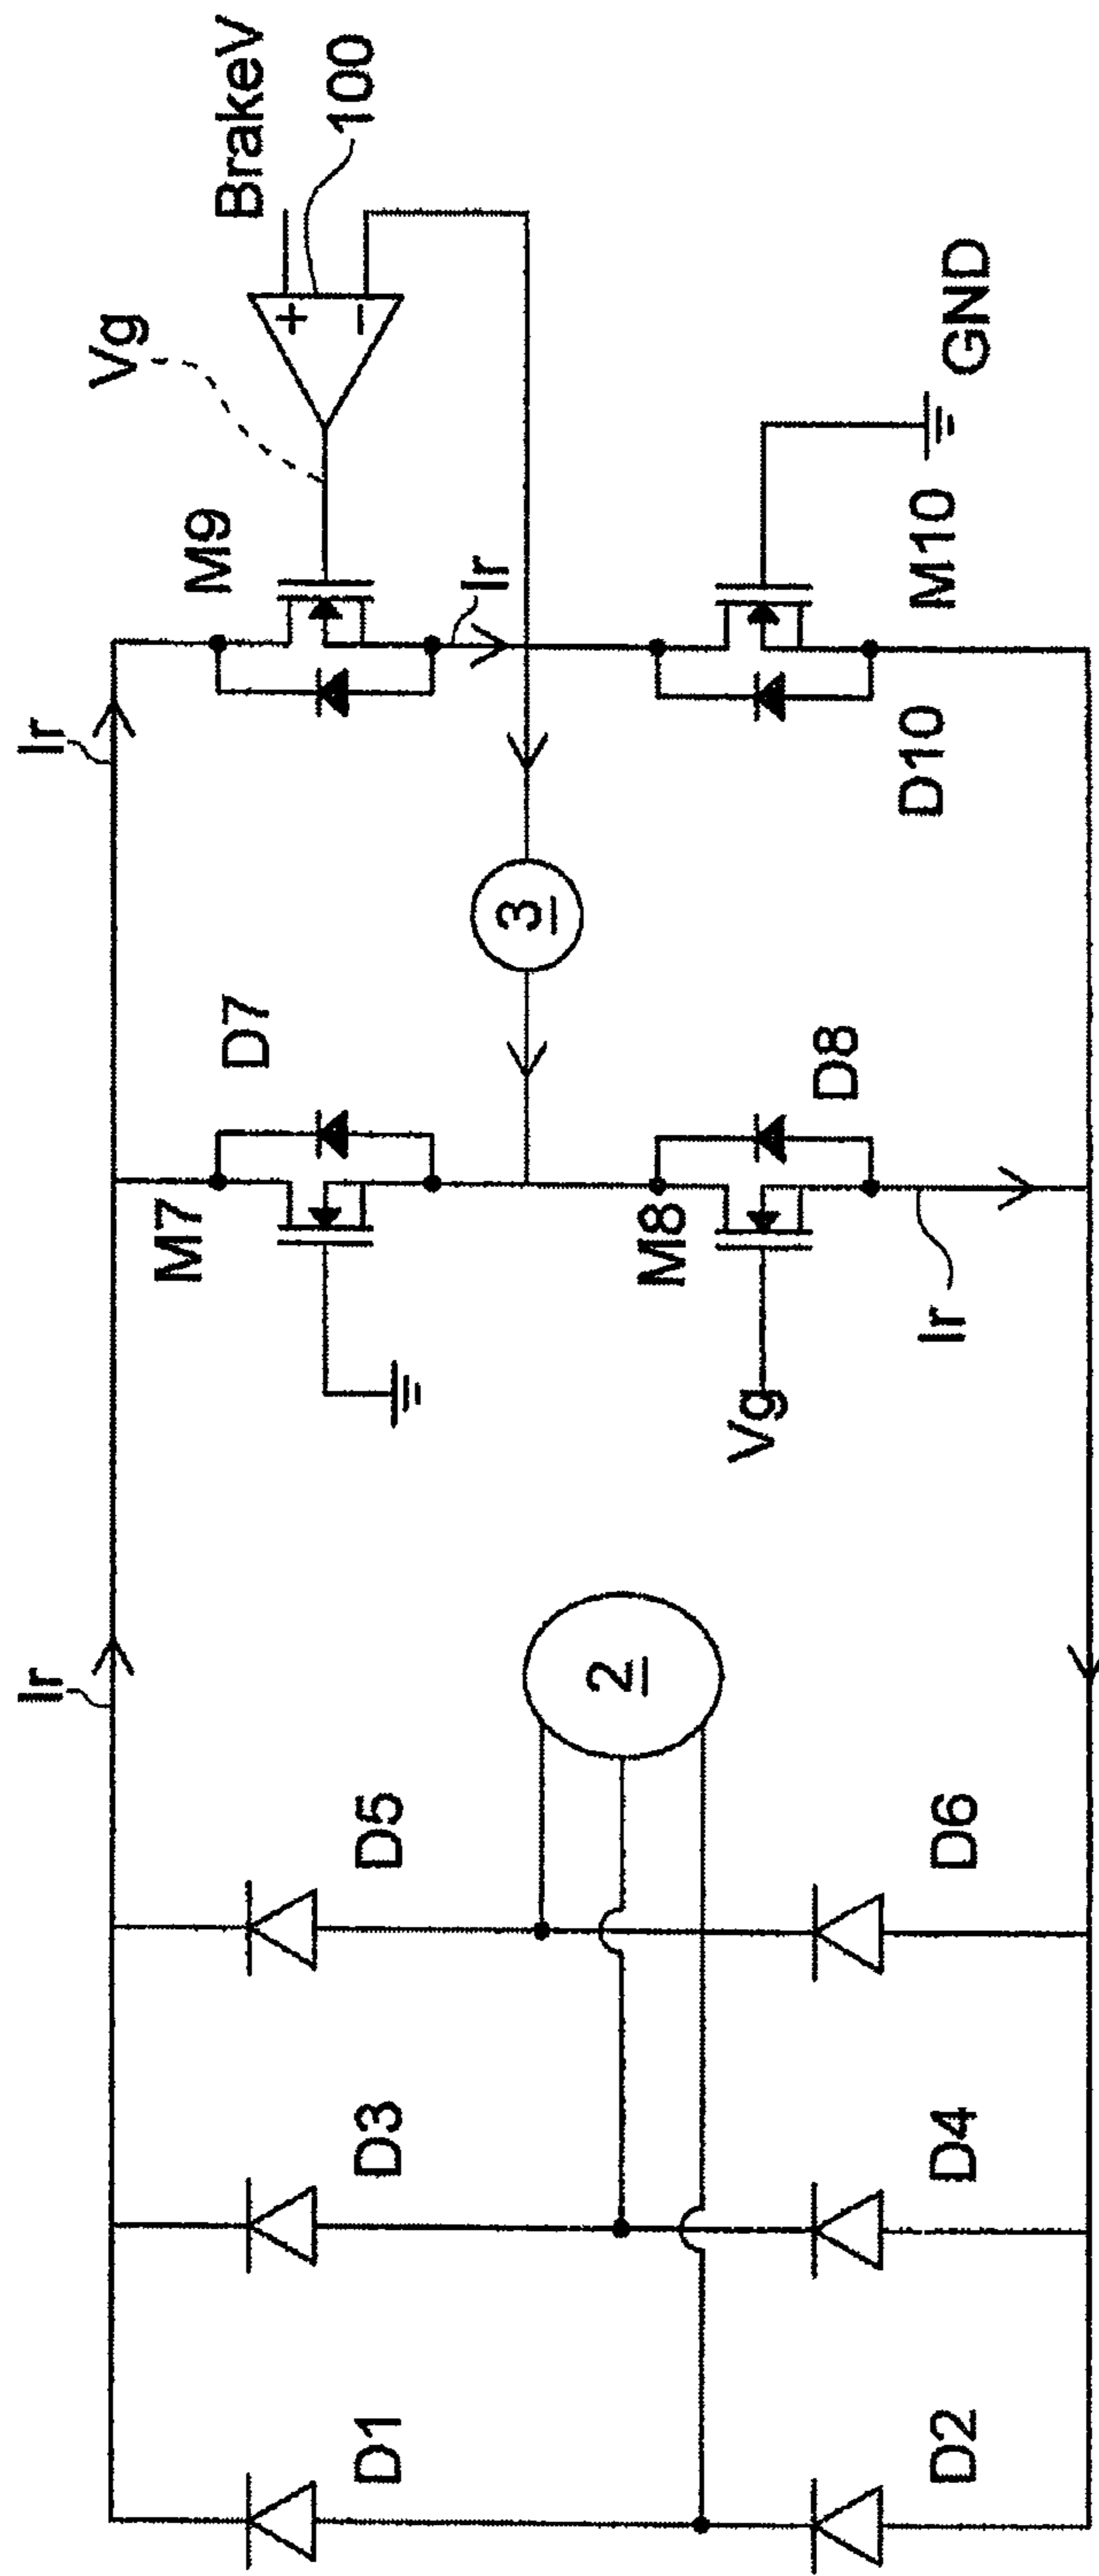 Ir
Ir
Vg
BrakeV
M9
+
−
100
M7
D7
Ir
D1
D3
D5
2
3
M8
D8
Vg
Ir
D10
M10
GND
D2
D4
D6